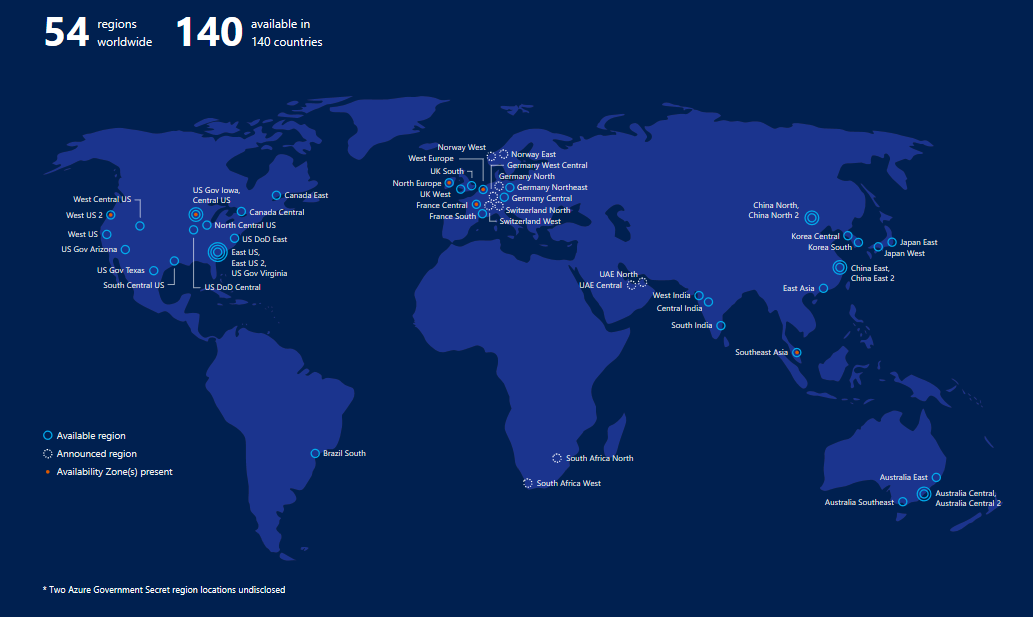 54 regions worldwide
140 available in 140 countries
Norway West
Norway East
West Europe
Germany West Central
UK South
Germany North
North Europe
Germany Northeast
UK West
Germany Central
France Central
Switzerland North
France South
Switzerland West
US Gov Iowa,
Central US
West Central US
Canada East
West US 2
Canada Central
North Central US
West US
US DoD East
US Gov Arizona
East US,
East US 2,
US Gov Virginia
US Gov Texas
South Central US
US DoD Central
China North,
China North 2
Korea Central
Korea South
Japan East
Japan West
China East,
China East 2
UAE North
UAE Central
East Asia
West India
Central India
South India
Southeast Asia
Available region
Announced region
Availability Zone(s) present
Brazil South
South Africa North
South Africa West
Australia East
Australia Central,
Australia Central 2
Australia Southeast
* Two Azure Government Secret region locations undisclosed